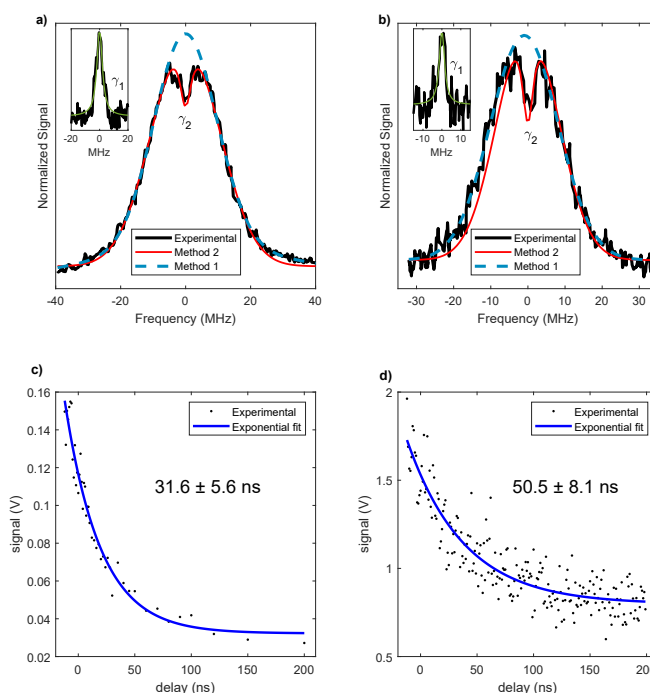 a)
Normalized Signal
γ1
-20 0 20
MHz
γ2
Experimental
Method 2
Method 1
-40 -20 0 20 40
Frequency (MHz)
b)
Normalized Signal
γ1
-10 0 10
MHz
γ2
Experimental
Method 2
Method 1
-30 -20 -10 0 10 20 30
Frequency (MHz)
c)
0.16
0.14
0.12
0.1
0.08
0.06
0.04
0.02
signal (V)
Experimental
Exponential fit
31.6 ± 5.6 ns
0 50 100 150 200
delay (ns)
d)
2
1.5
1
0.5
signal (V)
Experimental
Exponential fit
50.5 ± 8.1 ns
0 50 100 150 200
delay (ns)